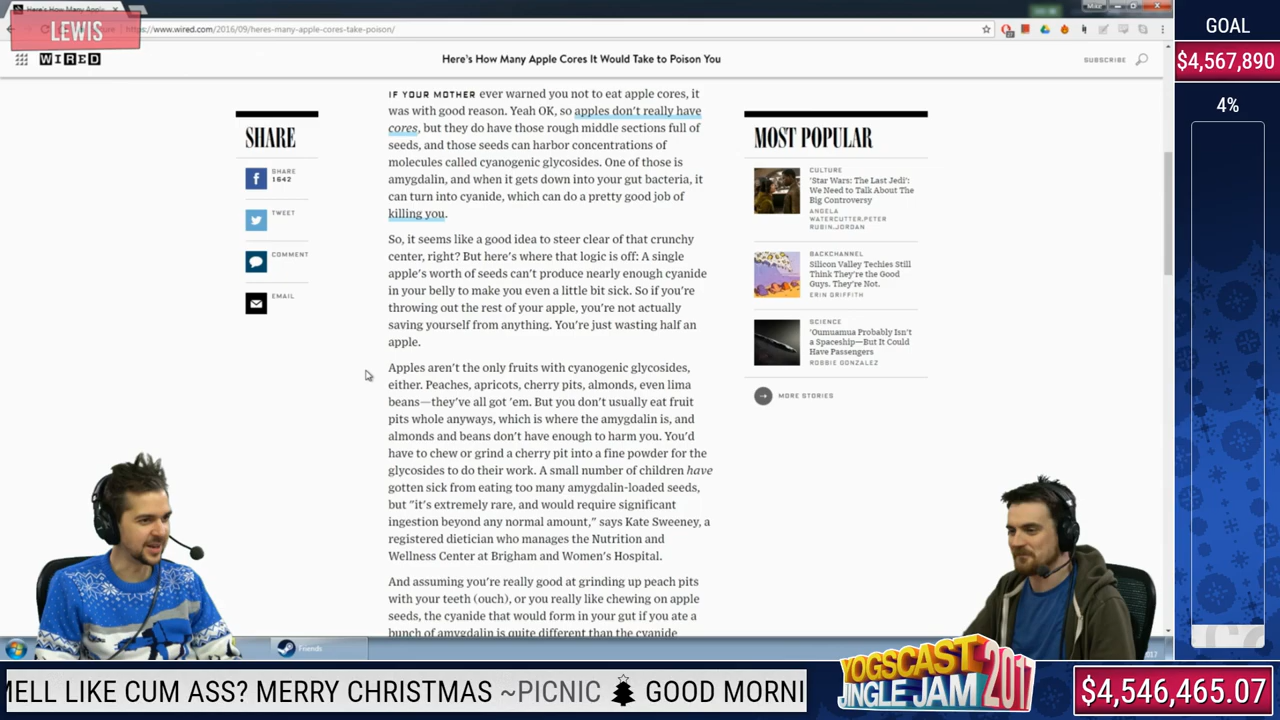 LEWIS
Here's How Many Apple
Mike
https://www.wired.com/2016/09/heres-many-apple-cores-take-poison/
WIRED
Here's How Many Apple Cores It Would Take to Poison You
SUBSCRIBE
SHARE
SHARE
1642
TWEET
COMMENT
EMAIL
IF YOUR MOTHER ever warned you not to eat apple cores, it
was with good reason. Yeah OK, so apples don't really have
cores, but they do have those rough middle sections full of
seeds, and those seeds can harbor concentrations of
molecules called cyanogenic glycosides. One of those is
amygdalin, and when it gets down into your gut bacteria, it
can turn into cyanide, which can do a pretty good job of
killing you.
So, it seems like a good idea to steer clear of that crunchy
center, right? But here's where that logic is off: A single
apple's worth of seeds can't produce nearly enough cyanide
in your belly to make you even a little bit sick. So if you're
throwing out the rest of your apple, you're not actually
saving yourself from anything. You're just wasting half an
apple.
Apples aren't the only fruits with cyanogenic glycosides,
either. Peaches, apricots, cherry pits, almonds, even lima
beans—they've all got 'em. But you don't usually eat fruit
pits whole anyways, which is where the amygdalin is, and
almonds and beans don't have enough to harm you. You'd
have to chew or grind a cherry pit into a fine powder for the
glycosides to do their work. A small number of children have
gotten sick from eating too many amygdalin-loaded seeds,
but “it's extremely rare, and would require significant
ingestion beyond any normal amount,” says Kate Sweeney, a
registered dietician who manages the Nutrition and
Wellness Center at Brigham and Women's Hospital.
And assuming you're really good at grinding up peach pits
with your teeth (ouch), or you really like chewing on apple
seeds, the cyanide that would form in your gut if you ate a
bunch of amygdalin is quite different than the cyanide
MOST POPULAR
CULTURE
'Star Wars: The Last Jedi':
We Need to Talk About The
Big Controversy
ANGELA
WATERCUTTER.PETER
RUBIN.JORDAN
BACKCHANNEL
Silicon Valley Techies Still
Think They're the Good
Guys. They're Not.
ERIN GRIFFITH
SCIENCE
'Oumuamua Probably Isn't
a Spaceship—But It Could
Have Passengers
ROBBIE GONZALEZ
MORE STORIES
GOAL
$4,567,890
4%
Friends
2017
MELL LIKE CUM ASS? MERRY CHRISTMAS ~PICNIC GOOD MORNI
YOGSCAST
JINGLE JAM 2017
$4,546,465.07